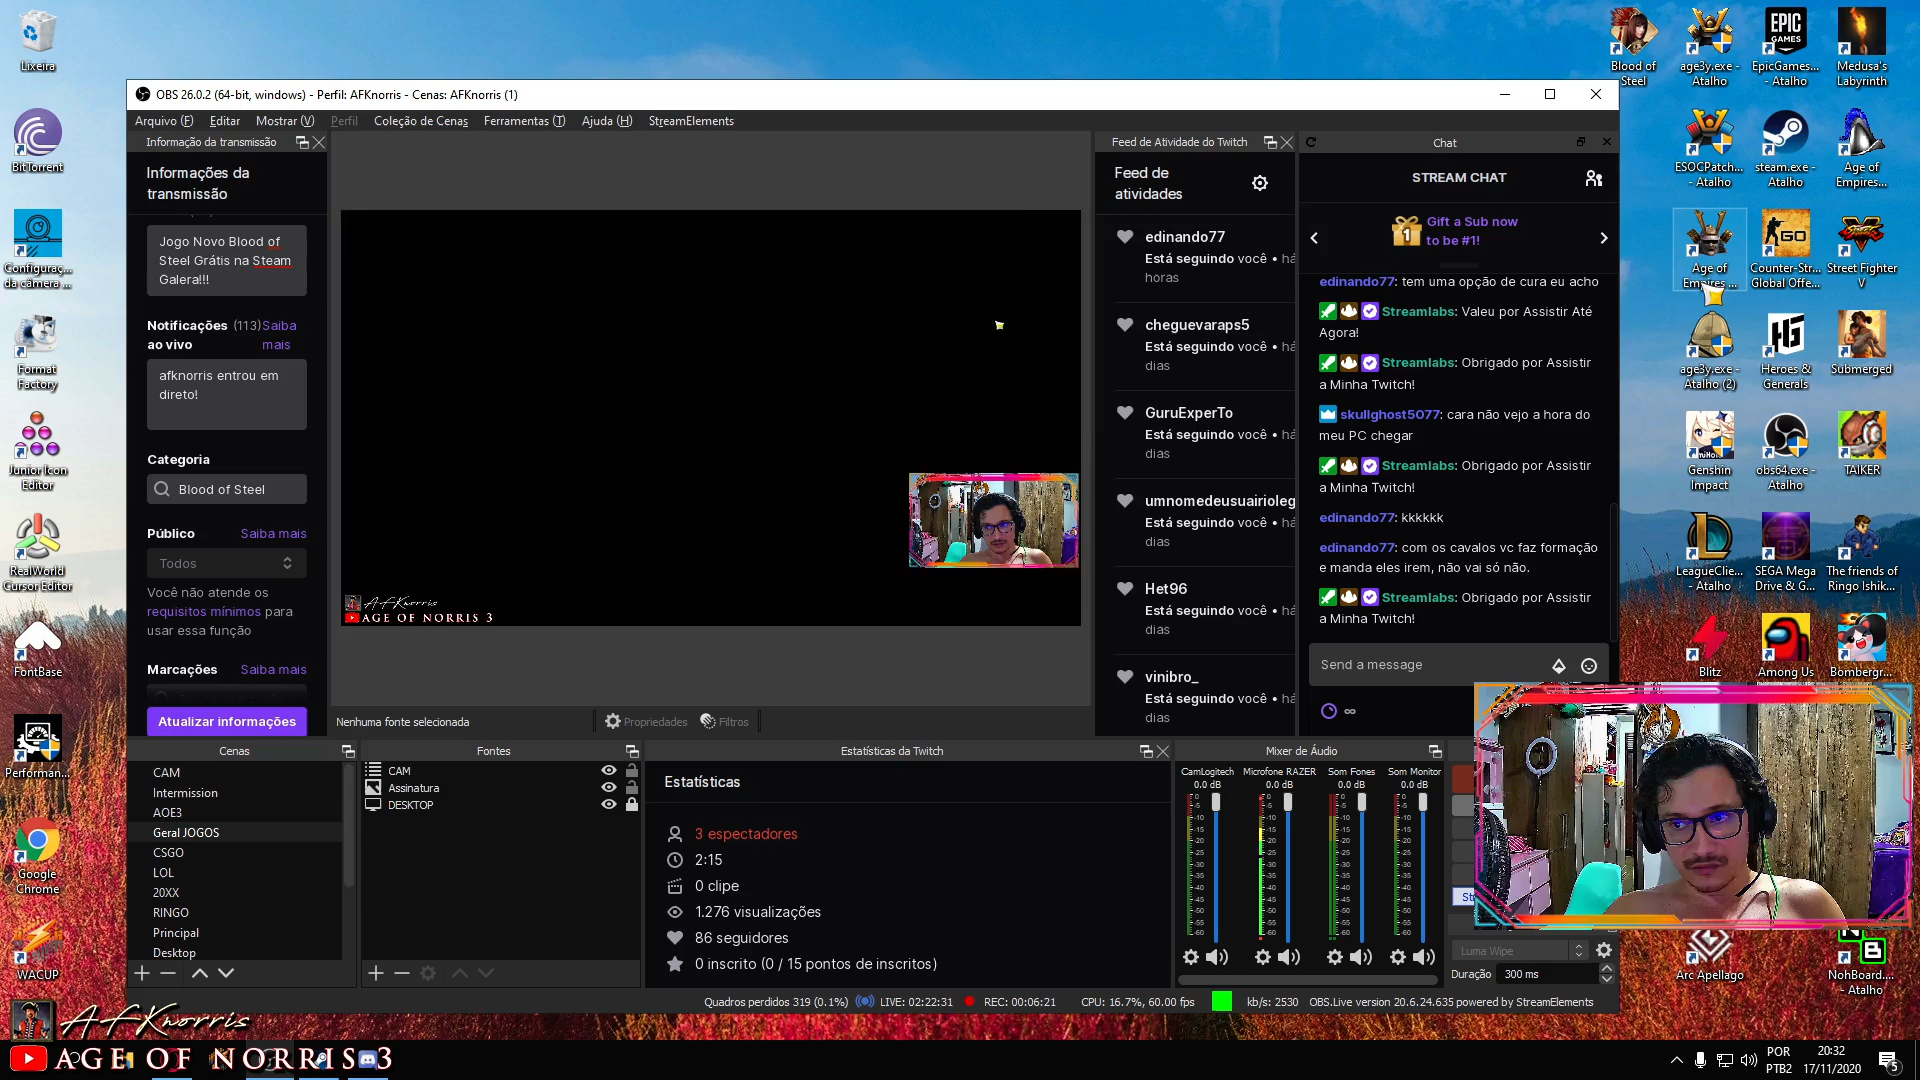 Lixeira
BitTorrent
Configuraç...
da câmera ...
Format
Factory
Junior Icon
Editor
RealWorld
Cursor Editor
FontBase
Performan...
Google
Chrome
WACUP
OBS 26.0.2 (64-bit, windows) - Perfil: AFKnorris - Cenas: AFKnorris (1)
Arquivo (F) Editar Mostrar (V) Perfil Coleção de Cenas Ferramentas (T) Ajuda (H) StreamElements
Informação da transmissão
Informações da
transmissão
Jogo Novo Blood of
Steel Grátis na Steam
Galera!!!
Notificações (113) Saiba
ao vivo mais
afknorris entrou em
direto!
Categoria
Blood of Steel
Público Saiba mais
Todos
Você não atende os
requisitos mínimos para
usar essa função
Marcações Saiba mais
Atualizar informações
AFKnorris
AGE OF NORRIS 3
Nenhuma fonte selecionada Propriedades Filtros
Feed de Atividade do Twitch
Feed de
atividades
edinando77
Está seguindo você • há
horas
cheguevaraps5
Está seguindo você • há
dias
GuruExperTo
Está seguindo você • há
dias
umnomedeusuairioleg
Está seguindo você • há
dias
Het96
Está seguindo você • há
dias
vinibro_
Está seguindo você • há
dias
Chat
STREAM CHAT
1
Gift a Sub now
to be #1!
edinando77: tem uma opção de cura eu acho
Streamlabs: Valeu por Assistir Até
Agora!
Streamlabs: Obrigado por Assistir
a Minha Twitch!
skullghost5077: cara não vejo a hora do
meu PC chegar
Streamlabs: Obrigado por Assistir
a Minha Twitch!
edinando77: kkkkkk
edinando77: com os cavalos vc faz formação
e manda eles irem, não vai só não.
Streamlabs: Obrigado por Assistir
a Minha Twitch!
Send a message
∞
Cenas
CAM
Intermission
AOE3
Geral JOGOS
CSGO
LOL
20XX
RINGO
Principal
Desktop
Fontes
CAM
Assinatura
DESKTOP
Estatísticas da Twitch
Estatísticas
3 espectadores
2:15
0 clipe
1.276 visualizações
86 seguidores
0 inscrito (0 / 15 pontos de inscritos)
Mixer de Áudio
CamLogitech Microfone RAZER Som Fones Som Monitor
0.0 dB 0.0 dB 0.0 dB 0.0 dB
Luma Wipe
Duração 300 ms
Quadros perdidos 319 (0.1%) LIVE: 02:22:31 REC: 00:06:21 CPU: 16.7%, 60.00 fps kb/s: 2530 OBS.Live version 20.6.24.635 powered by StreamElements
Blood of
Steel
age3y.exe -
Atalho
EPIC
GAMES
EpicGames...
- Atalho
Medusa's
Labyrinth
ESOCPatch...
- Atalho
steam.exe -
Atalho
Age of
Empires...
Age of
Empires ...
GO
Counter-Str...
Global Offe...
Street Fighter
V
age3y.exe -
Atalho (2)
Heroes &
Generals
Submerged
Genshin
Impact
obs64.exe -
Atalho
TAIKER
LeagueClie...
- Atalho
SEGA Mega
Drive & G...
The friends of
Ringo Ishik...
Blitz
Among Us
Bombergr...
Arc Apellago
NohBoard....
- Atalho
AFKnorris
AGE OF NORRIS 3
POR
PTB2
20:32
17/11/2020
5